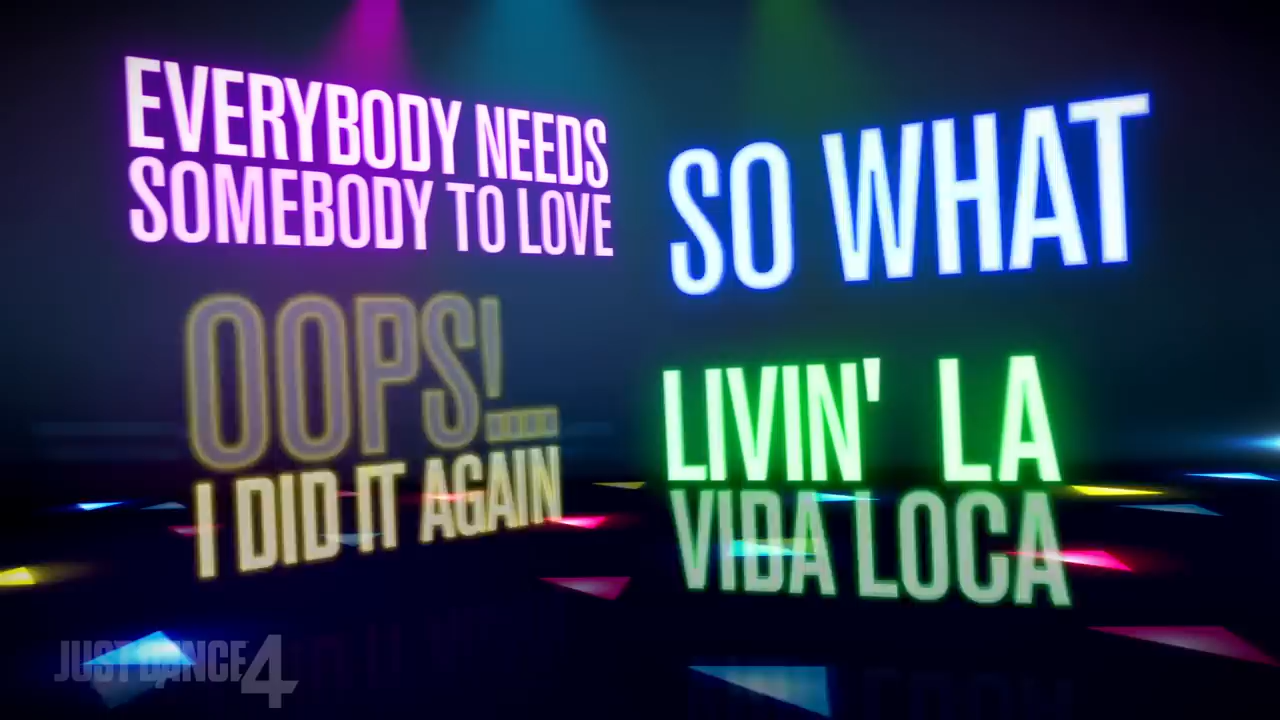 EVERYBODY NEEDS
SOMEBODY TO LOVE
SO WHAT
OOPS!...
I DID IT AGAIN
LIVIN' LA
VIDA LOCA
JUST DANCE 4